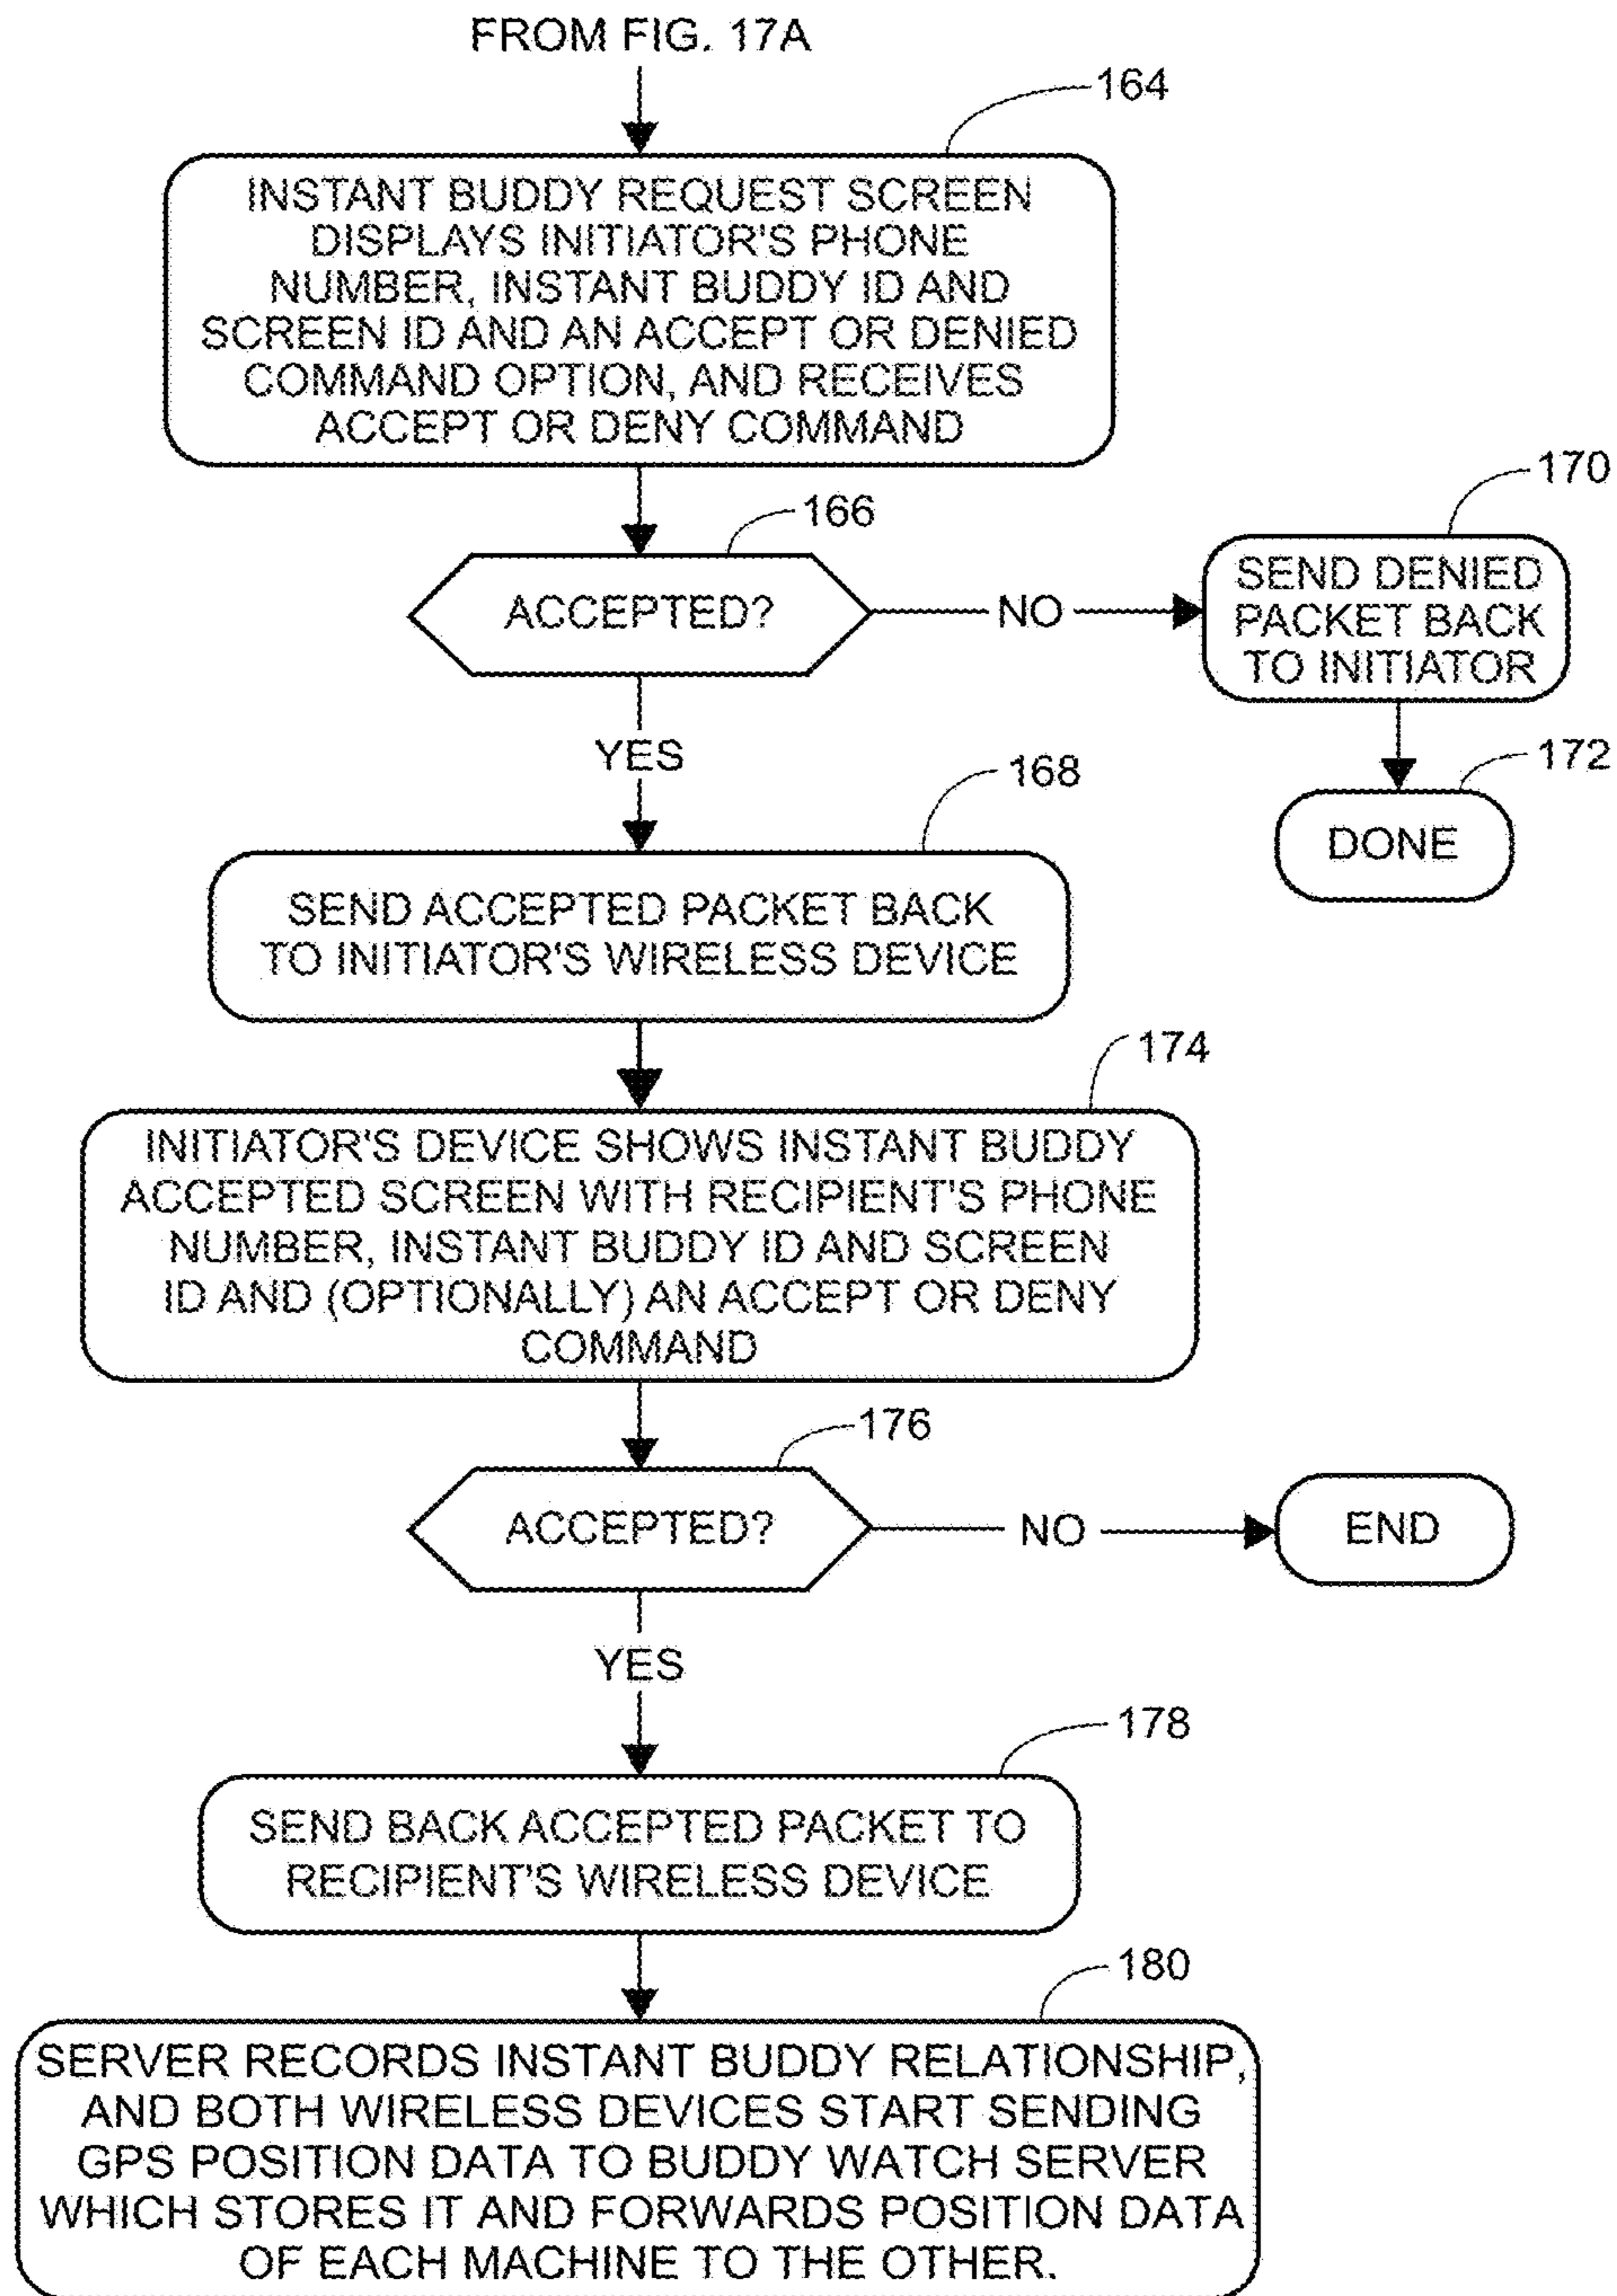 FROM FIG. 17A
164
INSTANT BUDDY REQUEST SCREEN
DISPLAYS INITIATOR'S PHONE
NUMBER, INSTANT BUDDY ID AND
SCREEN ID AND AN ACCEPT OR DENIED
COMMAND OPTION, AND RECEIVES
ACCEPT OR DENY COMMAND
166
ACCEPTED?
NO
170
SEND DENIED
PACKET BACK
TO INITIATOR
172
DONE
YES
168
SEND ACCEPTED PACKET BACK
TO INITIATOR'S WIRELESS DEVICE
174
INITIATOR'S DEVICE SHOWS INSTANT BUDDY
ACCEPTED SCREEN WITH RECIPIENT'S PHONE
NUMBER, INSTANT BUDDY ID AND SCREEN
ID AND (OPTIONALLY) AN ACCEPT OR DENY
COMMAND
176
ACCEPTED?
NO
END
YES
178
SEND BACK ACCEPTED PACKET TO
RECIPIENT'S WIRELESS DEVICE
180
SERVER RECORDS INSTANT BUDDY RELATIONSHIP,
AND BOTH WIRELESS DEVICES START SENDING
GPS POSITION DATA TO BUDDY WATCH SERVER
WHICH STORES IT AND FORWARDS POSITION DATA
OF EACH MACHINE TO THE OTHER.